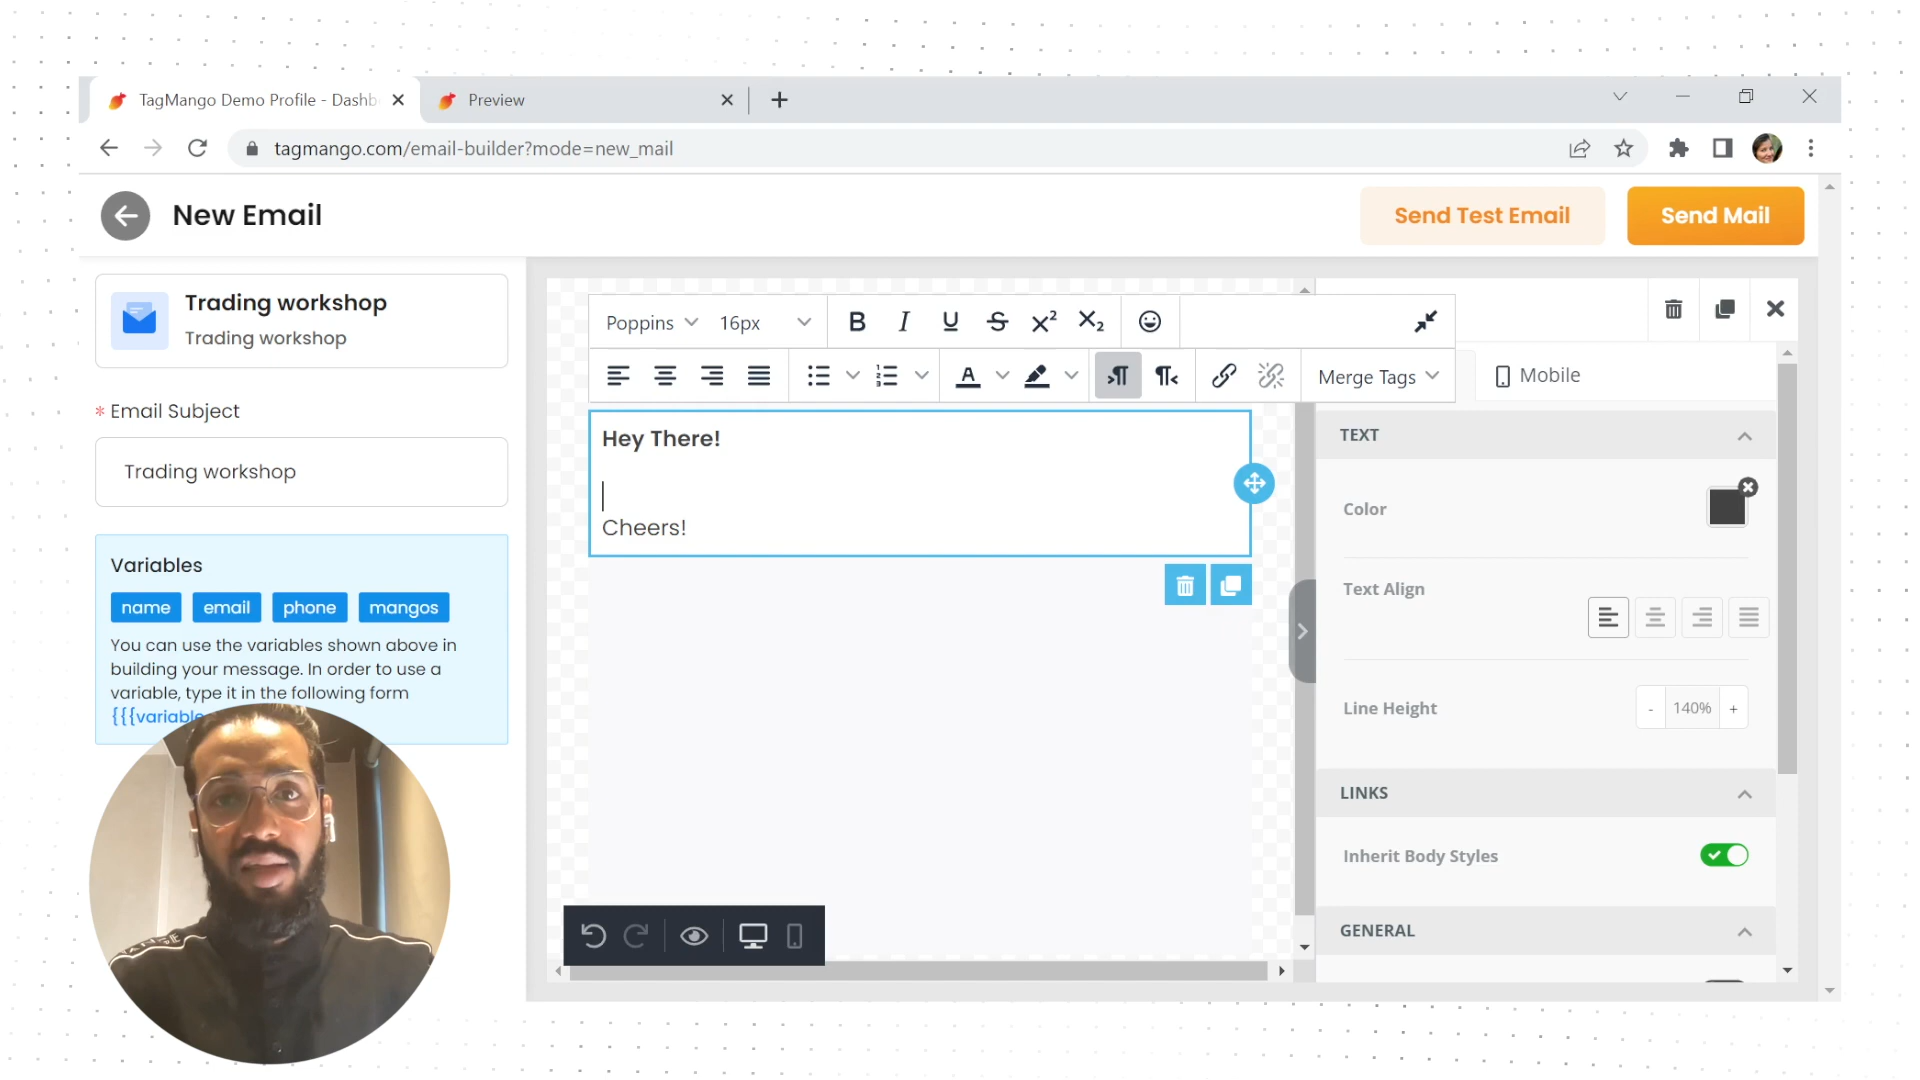 TagMango Demo Profile - Dashb
Preview
tagmango.com/email-builder?mode=new_mail
New Email
Send Test Email
Send Mail
Trading workshop
Trading workshop
* Email Subject
Trading workshop
Variables
name email phone mangos
You can use the variables shown above in
building your message. In order to use a
variable, type it in the following form
{{{variable
Poppins 16px
Merge Tags
Mobile
Hey There!
Cheers!
TEXT
Color
Text Align
Line Height
- 140% +
LINKS
Inherit Body Styles
GENERAL